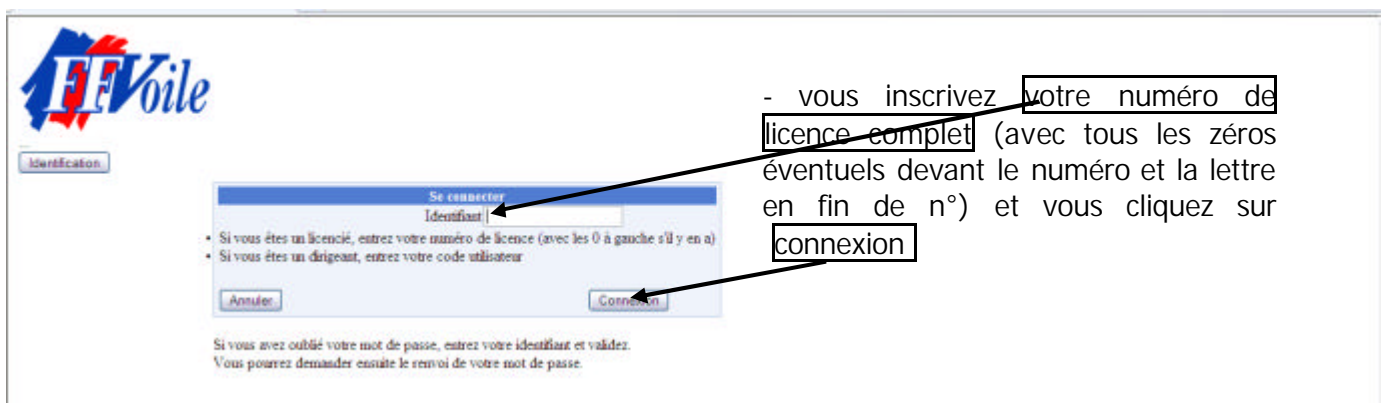 FFVoile
Identification
Se connecter
Identifiant
• Si vous êtes un licencié, entrez votre numéro de licence (avec les 0 à gauche s'il y en a)
• Si vous êtes un dirigeant, entrez votre code utilisateur
Annuler Connexion
Si vous avez oublié votre mot de passe, entrez votre identifiant et validez.
Vous pourrez demander ensuite le renvoi de votre mot de passe.
- vous inscrivez votre numéro de
licence complet (avec tous les zéros
éventuels devant le numéro et la lettre
en fin de n°) et vous cliquez sur
connexion